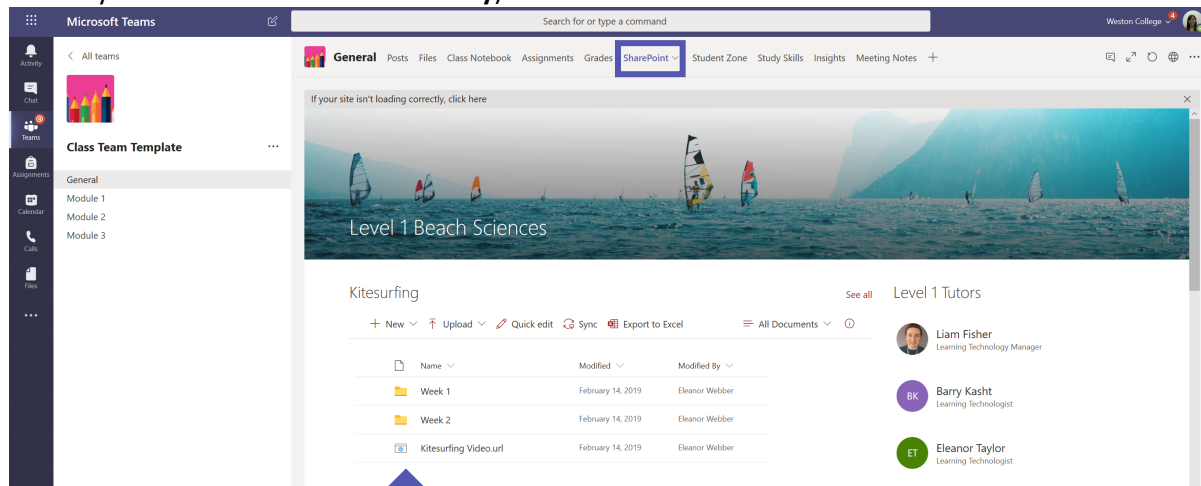 Microsoft Teams
Search for or type a command
Weston College
4
Activity
Chat
Teams
Assignments
Calendar
Calls
Files
All teams
Class Team Template
General
Module 1
Module 2
Module 3
General Posts Files Class Notebook Assignments Grades SharePoint Student Zone Study Skills Insights Meeting Notes
If your site isn't loading correctly, click here
Level 1 Beach Sciences
Kitesurfing
See all
New Upload Quick edit Sync Export to Excel All Documents
Name Modified Modified By
Week 1 February 14, 2019 Eleanor Webber
Week 2 February 14, 2019 Eleanor Webber
Kitesurfing Video.url February 14, 2019 Eleanor Webber
Level 1 Tutors
Liam Fisher
Learning Technology Manager
BK
Barry Kasht
Learning Technologist
ET
Eleanor Taylor
Learning Technologist